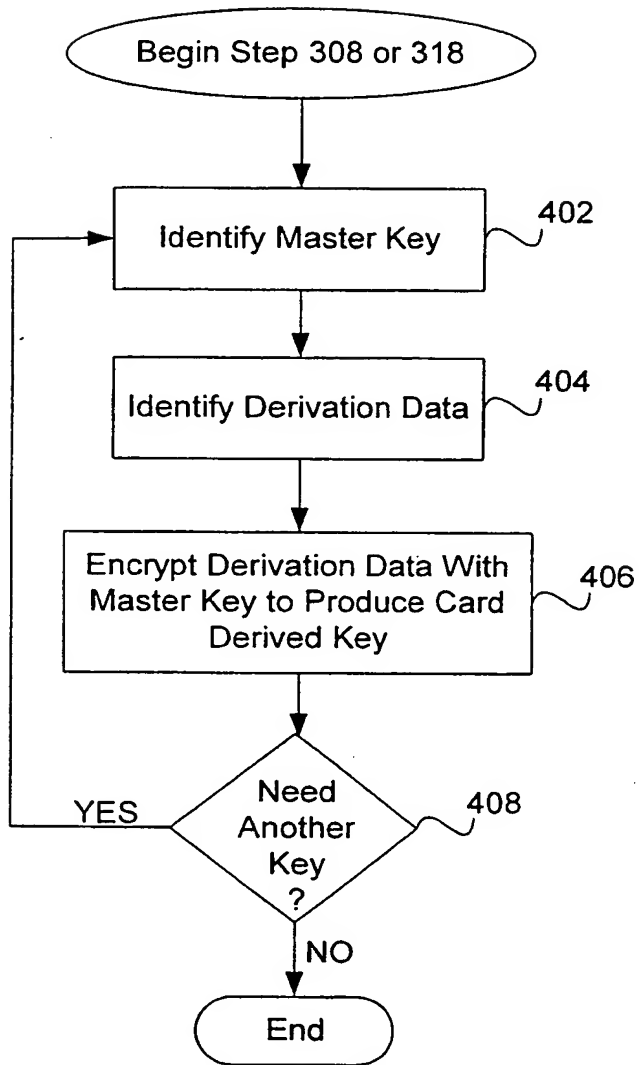 Begin Step 308 or 318
Identify Master Key
402
Identify Derivation Data
404
Encrypt Derivation Data With
Master Key to Produce Card
Derived Key
406
Need
Another
Key
?
408
YES
NO
End